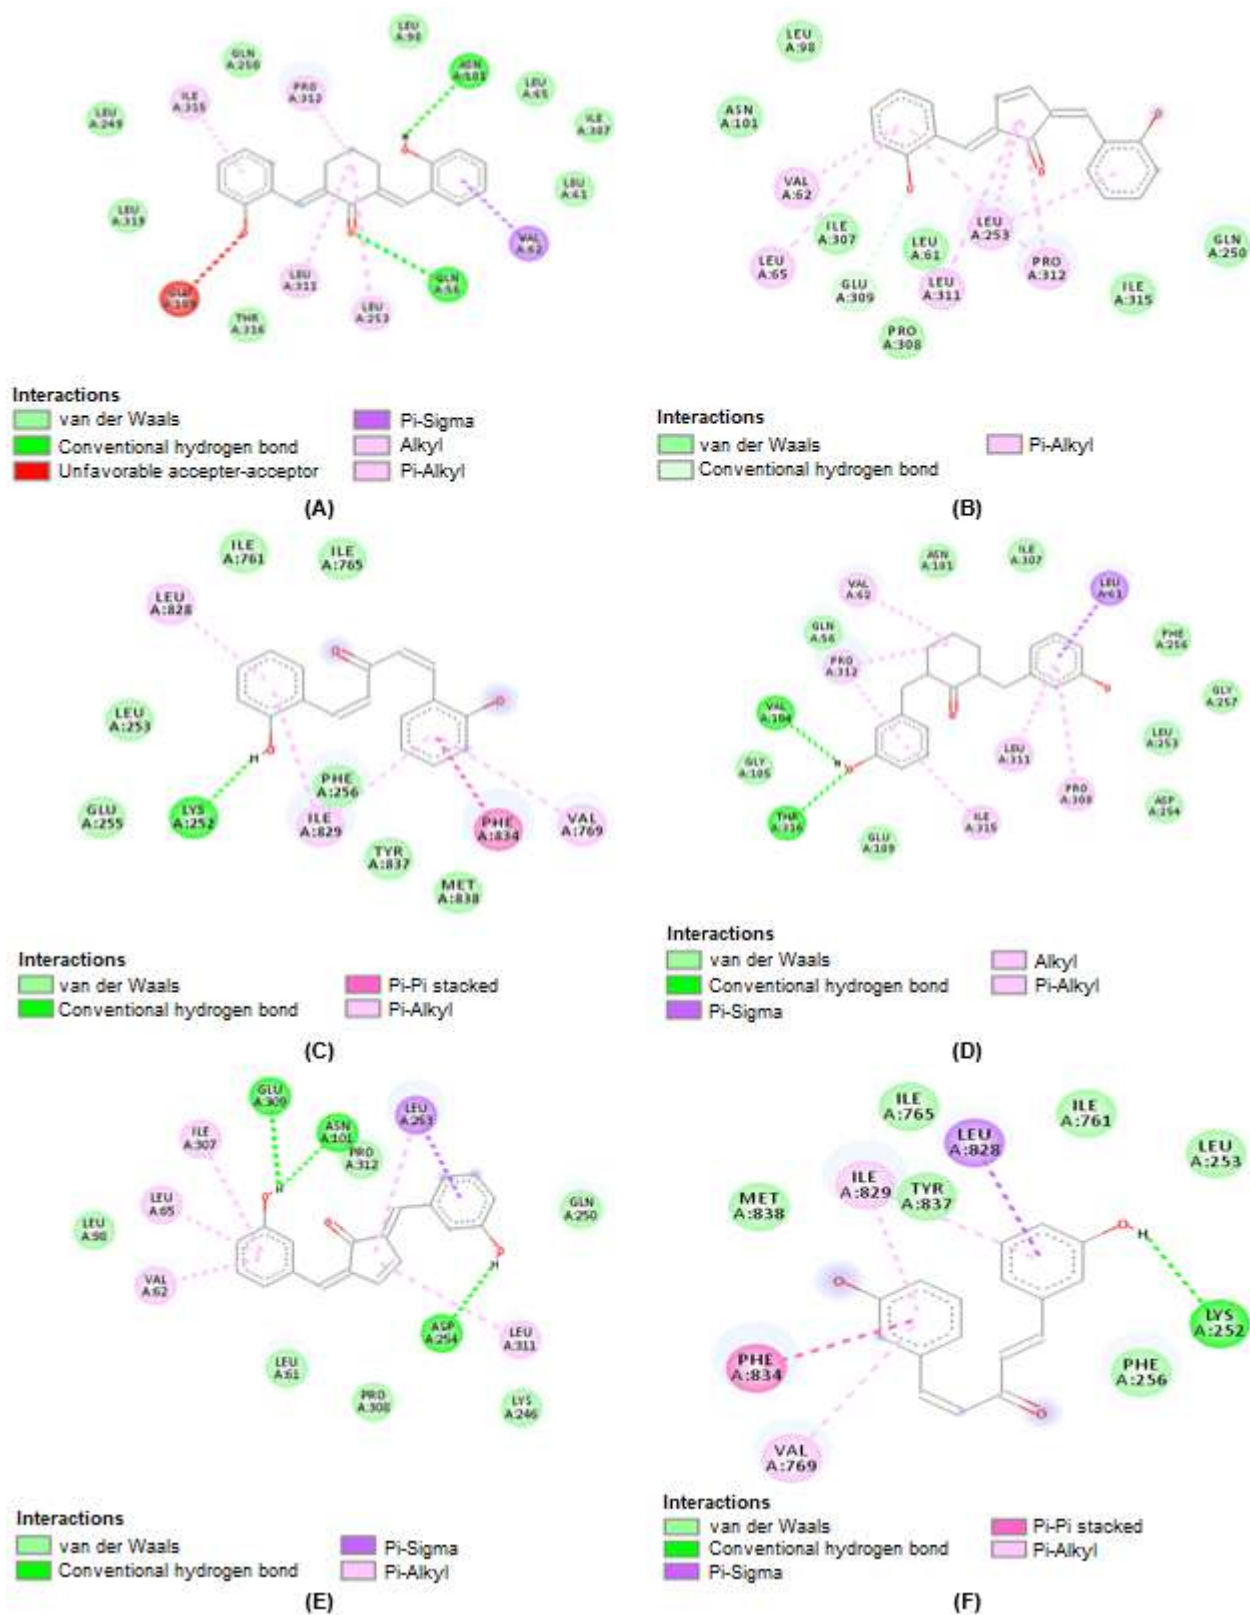 LEU
A:98
GLN
A:250
ASN
A:101
ILE
A:315
PRO
A:312
LEU
A:65
LEU
A:249
ILE
A:307
LEU
A:61
LEU
A:319
H
O
O
O
VAL
A:62
LEU
A:311
GLN
A:56
A:109
LEU
A:253
THR
A:316
Interactions
van der Waals
Conventional hydrogen bond
Unfavorable accepter-acceptor
Pi-Sigma
Alkyl
Pi-Alkyl
(A)
LEU
A:98
ASN
A:101
O
O
O
VAL
A:62
ILE
A:307
LEU
A:61
LEU
A:253
GLN
A:250
LEU
A:65
GLU
A:309
LEU
A:311
PRO
A:312
ILE
A:315
PRO
A:308
Interactions
van der Waals
Conventional hydrogen bond
Pi-Alkyl
(B)
ILE
A:761
ILE
A:765
LEU
A:828
O
O
LEU
A:253
H
O
PHE
A:256
GLU
A:255
LYS
A:252
ILE
A:829
PHE
A:834
VAL
A:769
TYR
A:837
MET
A:838
Interactions
van der Waals
Conventional hydrogen bond
Pi-Pi stacked
Pi-Alkyl
(C)
ASN
A:101
ILE
A:307
VAL
A:62
LEU
A:61
GLN
A:56
PHE
A:256
PRO
A:312
GLY
A:257
O
O
VAL
A:104
LEU
A:253
LEU
A:311
GLY
A:105
H
O
PRO
A:308
ASP
A:254
THR
A:316
GLU
A:109
ILE
A:315
Interactions
van der Waals
Conventional hydrogen bond
Pi-Sigma
Alkyl
Pi-Alkyl
(D)
GLU
A:309
LEU
A:253
ASN
A:101
ILE
A:307
PRO
A:312
O
H
LEU
A:65
GLN
A:250
LEU
A:98
O
O
H
VAL
A:62
ASP
A:254
LEU
A:311
LEU
A:61
PRO
A:308
LYS
A:246
Interactions
van der Waals
Conventional hydrogen bond
Pi-Sigma
Pi-Alkyl
(E)
ILE
A:765
ILE
A:761
LEU
A:828
LEU
A:253
ILE
A:829
TYR
A:837
MET
A:838
O
H
O
LYS
A:252
PHE
A:834
PHE
A:256
O
VAL
A:769
Interactions
van der Waals
Conventional hydrogen bond
Pi-Sigma
Pi-Pi stacked
Pi-Alkyl
(F)